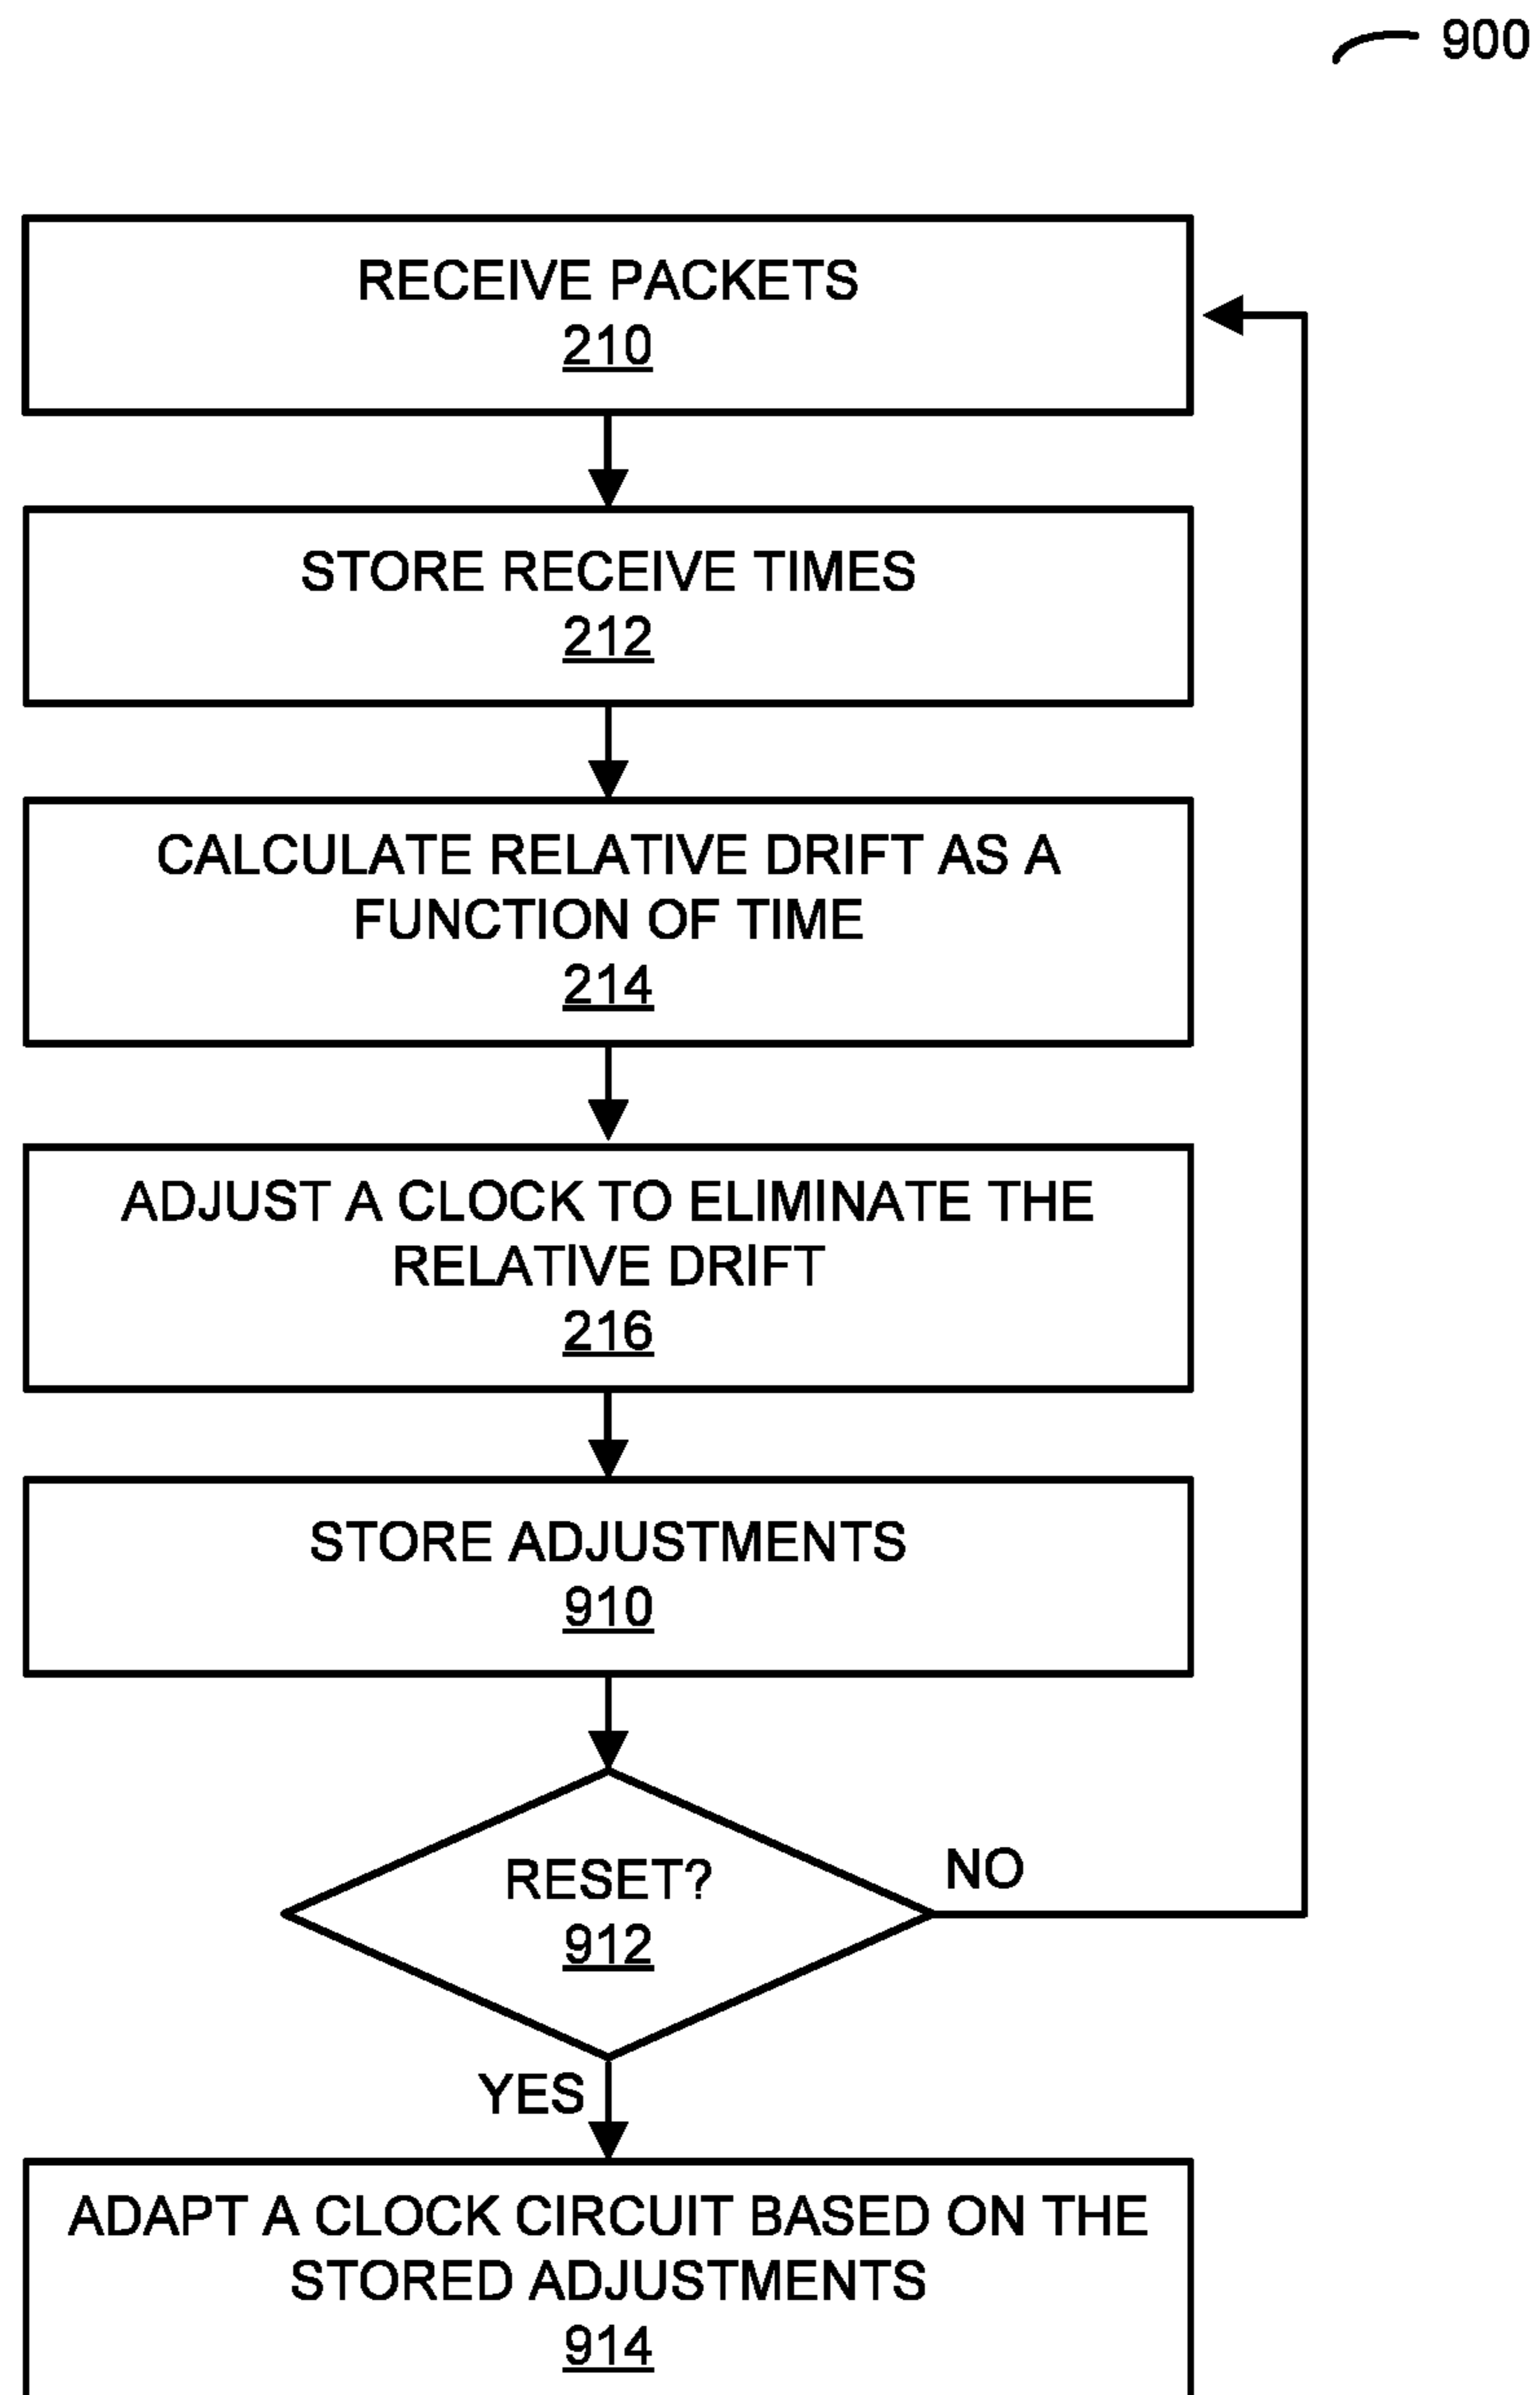 900
RECEIVE PACKETS
210
STORE RECEIVE TIMES
212
CALCULATE RELATIVE DRIFT AS A
FUNCTION OF TIME
214
ADJUST A CLOCK TO ELIMINATE THE
RELATIVE DRIFT
216
STORE ADJUSTMENTS
910
RESET?
912
NO
YES
ADAPT A CLOCK CIRCUIT BASED ON THE
STORED ADJUSTMENTS
914